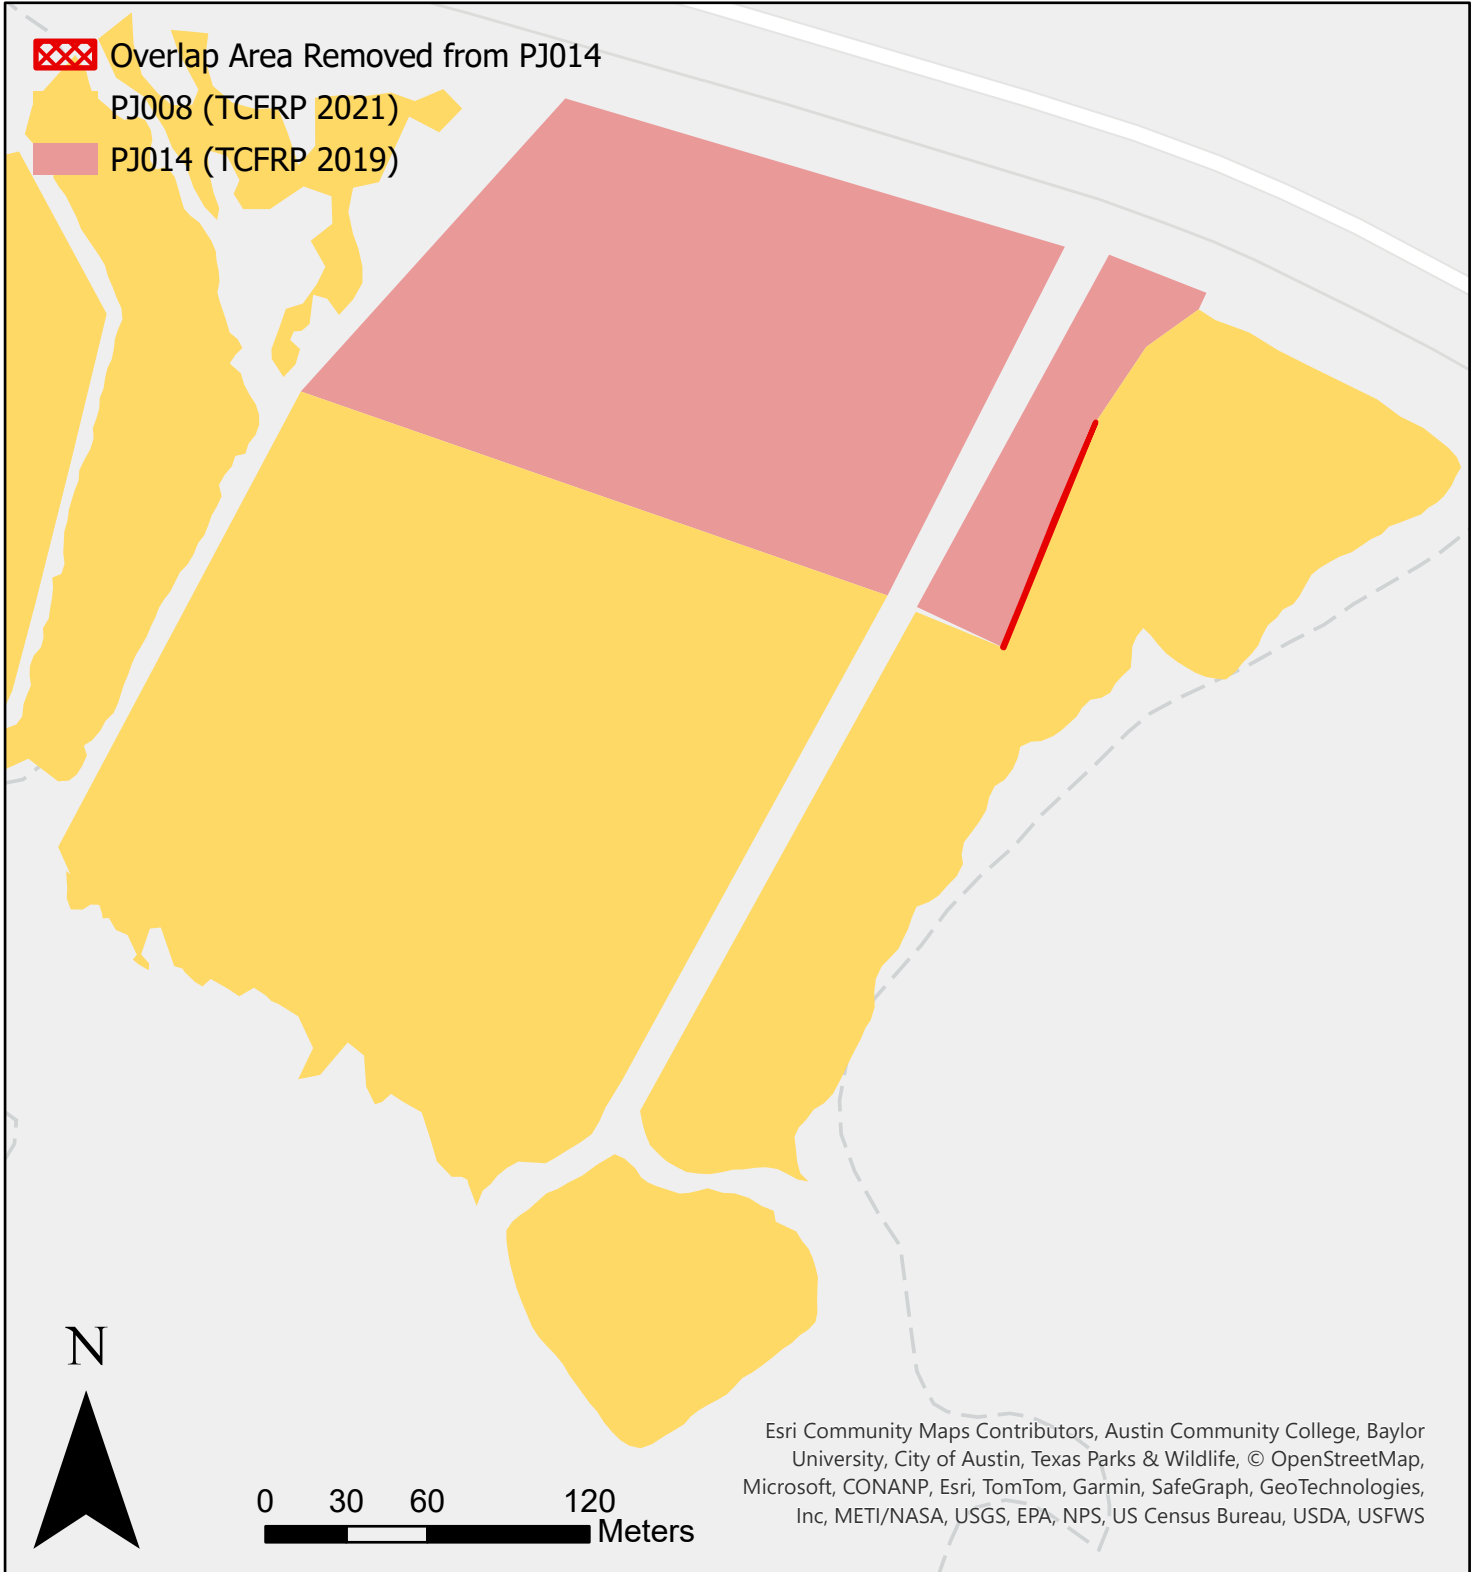 Overlap Area Removed from PJ014
PJ008 (TCFRP 2021)
PJ014 (TCFRP 2019)
N
0 30 60 120
Meters
Esri Community Maps Contributors, Austin Community College, Baylor
University, City of Austin, Texas Parks & Wildlife, © OpenStreetMap,
Microsoft, CONANP, Esri, TomTom, Garmin, SafeGraph, GeoTechnologies,
Inc, METI/NASA, USGS, EPA, NPS, US Census Bureau, USDA, USFWS